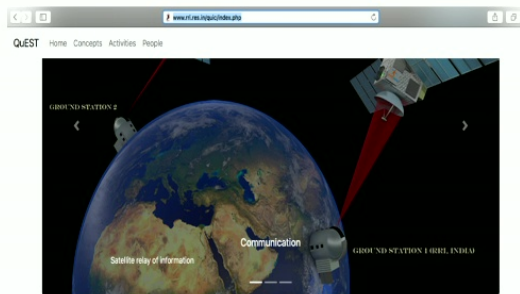 www.rri.res.in/quic/index.php
QuEST Home Concepts Activities People
GROUND STATION 2
GROUND STATION 1 (RRI, INDIA)
Communication
Satellite relay of information